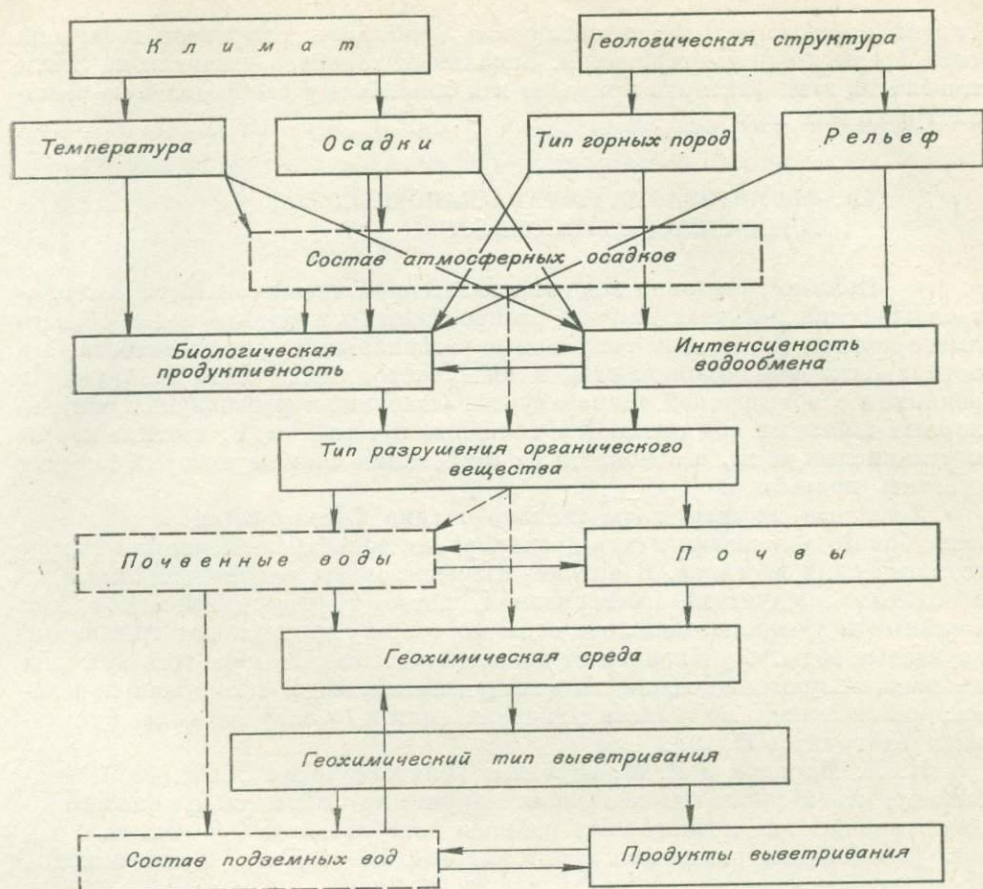 Климат
Геологическая структура
Температура
Осадки
Тип горных пород
Рельеф
Состав атмосферных осадков
Биологическая
продуктивность
Интенсивность
водообмена
Тип разрушения органического
вещества
Почвенные воды
Почвы
Геохимическая среда
Геохимический тип выветривания
Состав подземных вод
Продукты выветривания